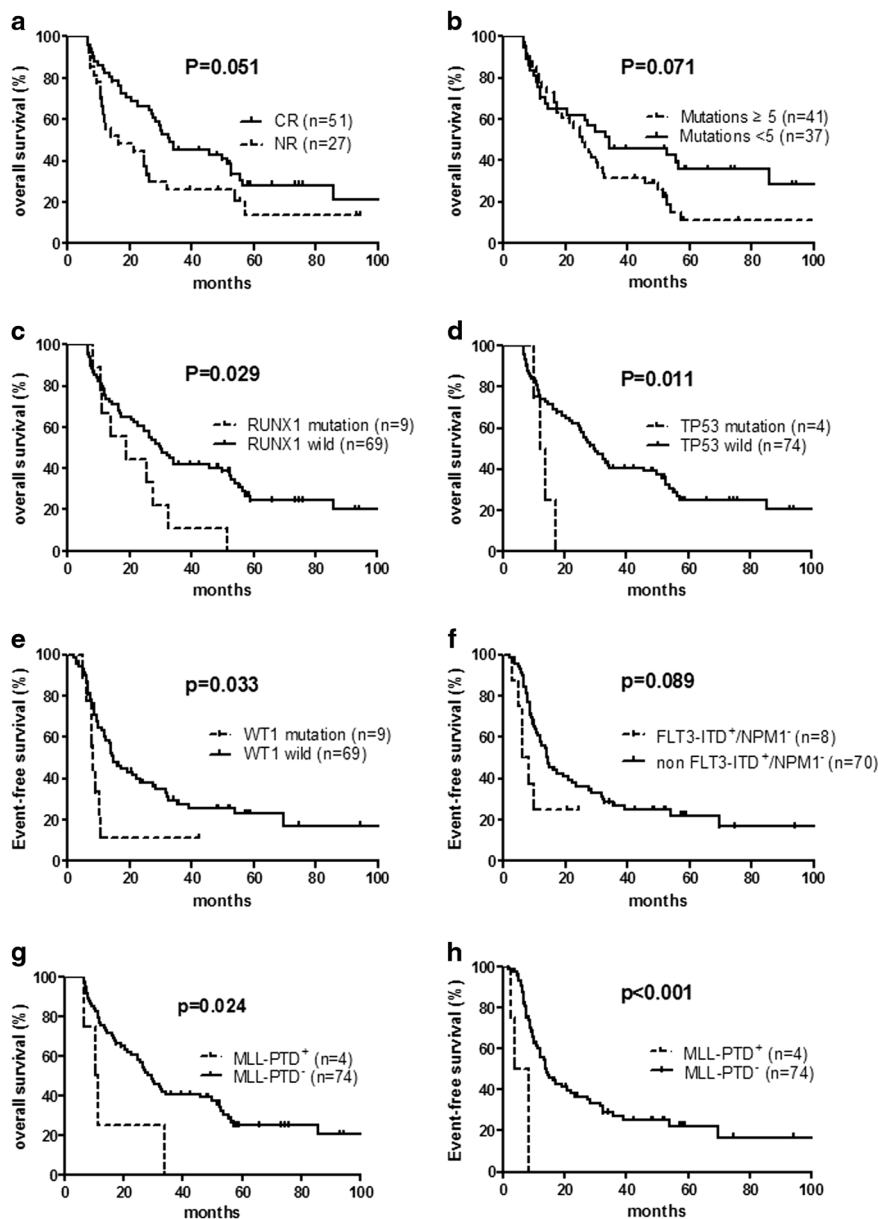 a
overall survival (%)
100
80
60
40
20
0
P=0.051
CR (n=51)
NR (n=27)
0 20 40 60 80 100
months
b
overall survival (%)
100
80
60
40
20
0
P=0.071
Mutations ≥ 5 (n=41)
Mutations <5 (n=37)
0 20 40 60 80 100
months
c
overall survival (%)
100
80
60
40
20
0
P=0.029
RUNX1 mutation (n=9)
RUNX1 wild (n=69)
0 20 40 60 80 100
months
d
overall survival (%)
100
80
60
40
20
0
P=0.011
TP53 mutation (n=4)
TP53 wild (n=74)
0 20 40 60 80 100
months
e
Event-free survival (%)
100
80
60
40
20
0
p=0.033
WT1 mutation (n=9)
WT1 wild (n=69)
0 20 40 60 80 100
months
f
Event-free survival (%)
100
80
60
40
20
0
p=0.089
FLT3-ITD⁺/NPM1⁻ (n=8)
non FLT3-ITD⁺/NPM1⁻ (n=70)
0 20 40 60 80 100
months
g
overall survival (%)
100
80
60
40
20
0
p=0.024
MLL-PTD⁺ (n=4)
MLL-PTD⁻ (n=74)
0 20 40 60 80 100
months
h
Event-free survival (%)
100
80
60
40
20
0
p<0.001
MLL-PTD⁺ (n=4)
MLL-PTD⁻ (n=74)
0 20 40 60 80 100
months